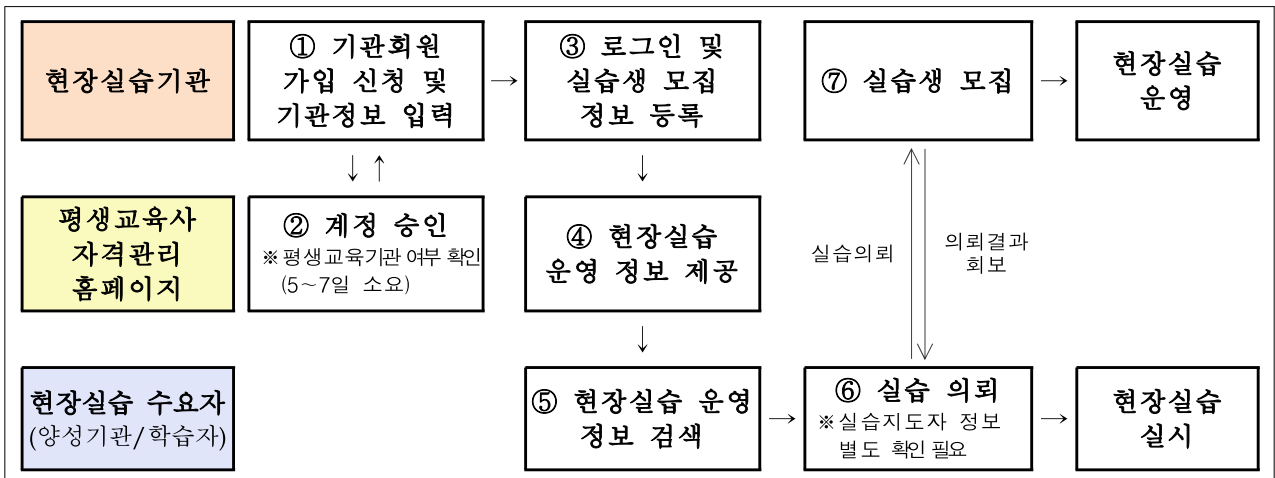 현장실습기관
① 기관회원
가입 신청 및
기관정보 입력
→
③ 로그인 및
실습생 모집
정보 등록
⑦ 실습생 모집
→
현장실습
운영
↓↑
↓
평생교육사
자격관리
홈페이지
② 계정 승인
※평생교육기관 여부 확인
(5~7일 소요)
④ 현장실습
운영 정보 제공
실습의뢰
의뢰결과
회보
↓
현장실습 수요자
(양성기관/학습자)
⑤ 현장실습 운영
정보 검색
→
⑥ 실습 의뢰
※실습지도자 정보
별도 확인 필요
→
현장실습
실시